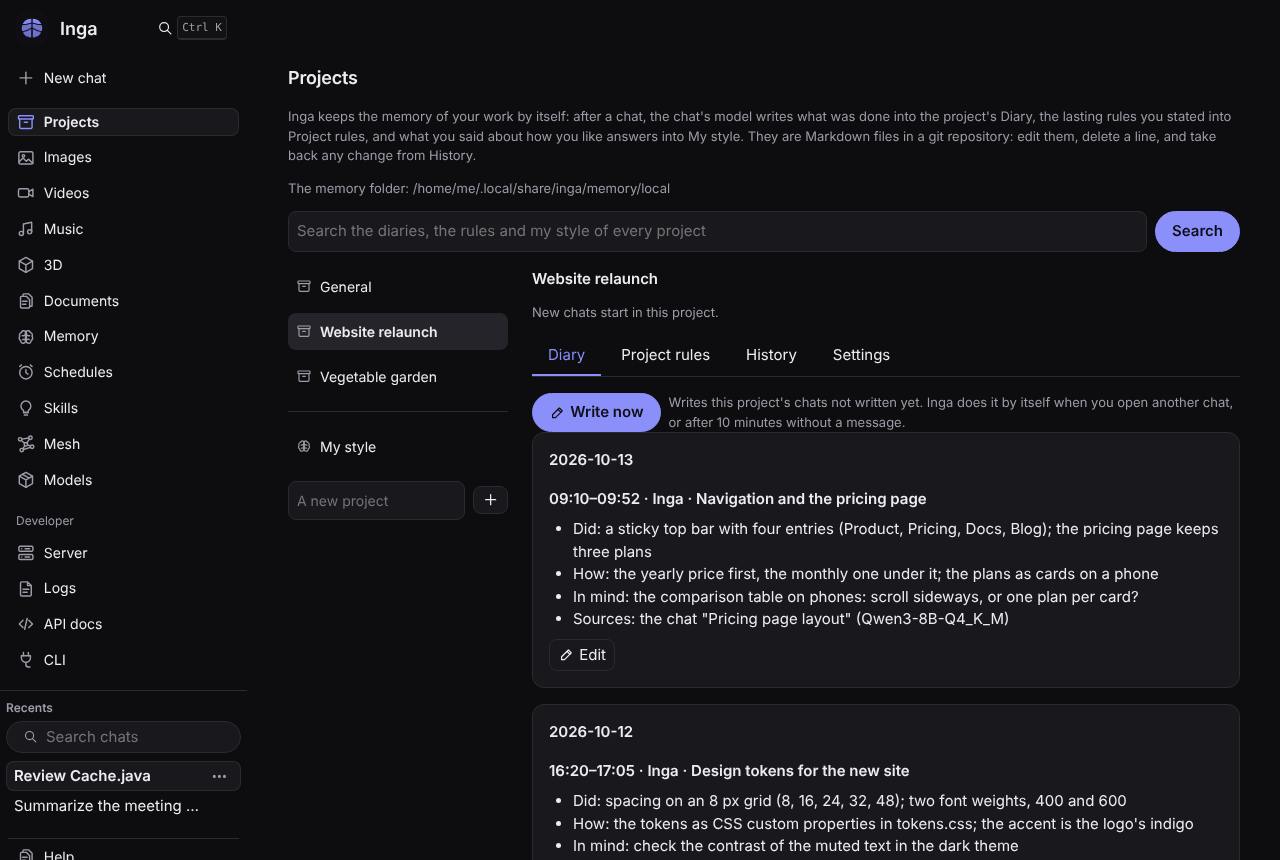 Inga
Ctrl K
New chat
Projects
Images
Videos
Music
3D
Documents
Memory
Schedules
Skills
Mesh
Models
Developer
Server
Logs
API docs
CLI
Recents
Search chats
Review Cache.java
Summarize the meeting ...
Help
Projects
Inga keeps the memory of your work by itself: after a chat, the chat's model writes what was done into the project's Diary, the lasting rules you stated into
Project rules, and what you said about how you like answers into My style. They are Markdown files in a git repository: edit them, delete a line, and take
back any change from History.
The memory folder: /home/me/.local/share/inga/memory/local
Search the diaries, the rules and my style of every project
Search
General
Website relaunch
Vegetable garden
My style
A new project
Website relaunch
New chats start in this project.
Diary
Project rules
History
Settings
Write now
Writes this project's chats not written yet. Inga does it by itself when you open another chat,
or after 10 minutes without a message.
2026-10-13
09:10–09:52 · Inga · Navigation and the pricing page
• Did: a sticky top bar with four entries (Product, Pricing, Docs, Blog); the pricing page keeps
three plans
• How: the yearly price first, the monthly one under it; the plans as cards on a phone
• In mind: the comparison table on phones: scroll sideways, or one plan per card?
• Sources: the chat "Pricing page layout" (Qwen3-8B-Q4_K_M)
Edit
2026-10-12
16:20–17:05 · Inga · Design tokens for the new site
• Did: spacing on an 8 px grid (8, 16, 24, 32, 48); two font weights, 400 and 600
• How: the tokens as CSS custom properties in tokens.css; the accent is the logo's indigo
• In mind: check the contrast of the muted text in the dark theme